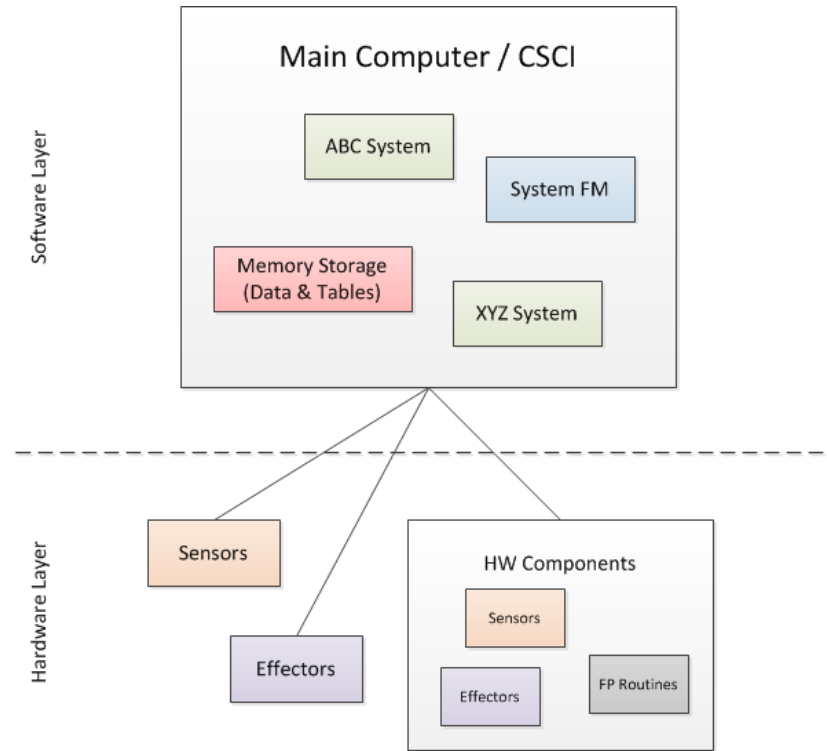 Main Computer / CSCI
Software Layer
ABC System
System FM
Memory Storage
(Data & Tables)
XYZ System
Hardware Layer
Sensors
Effectors
HW Components
Sensors
Effectors
FP Routines